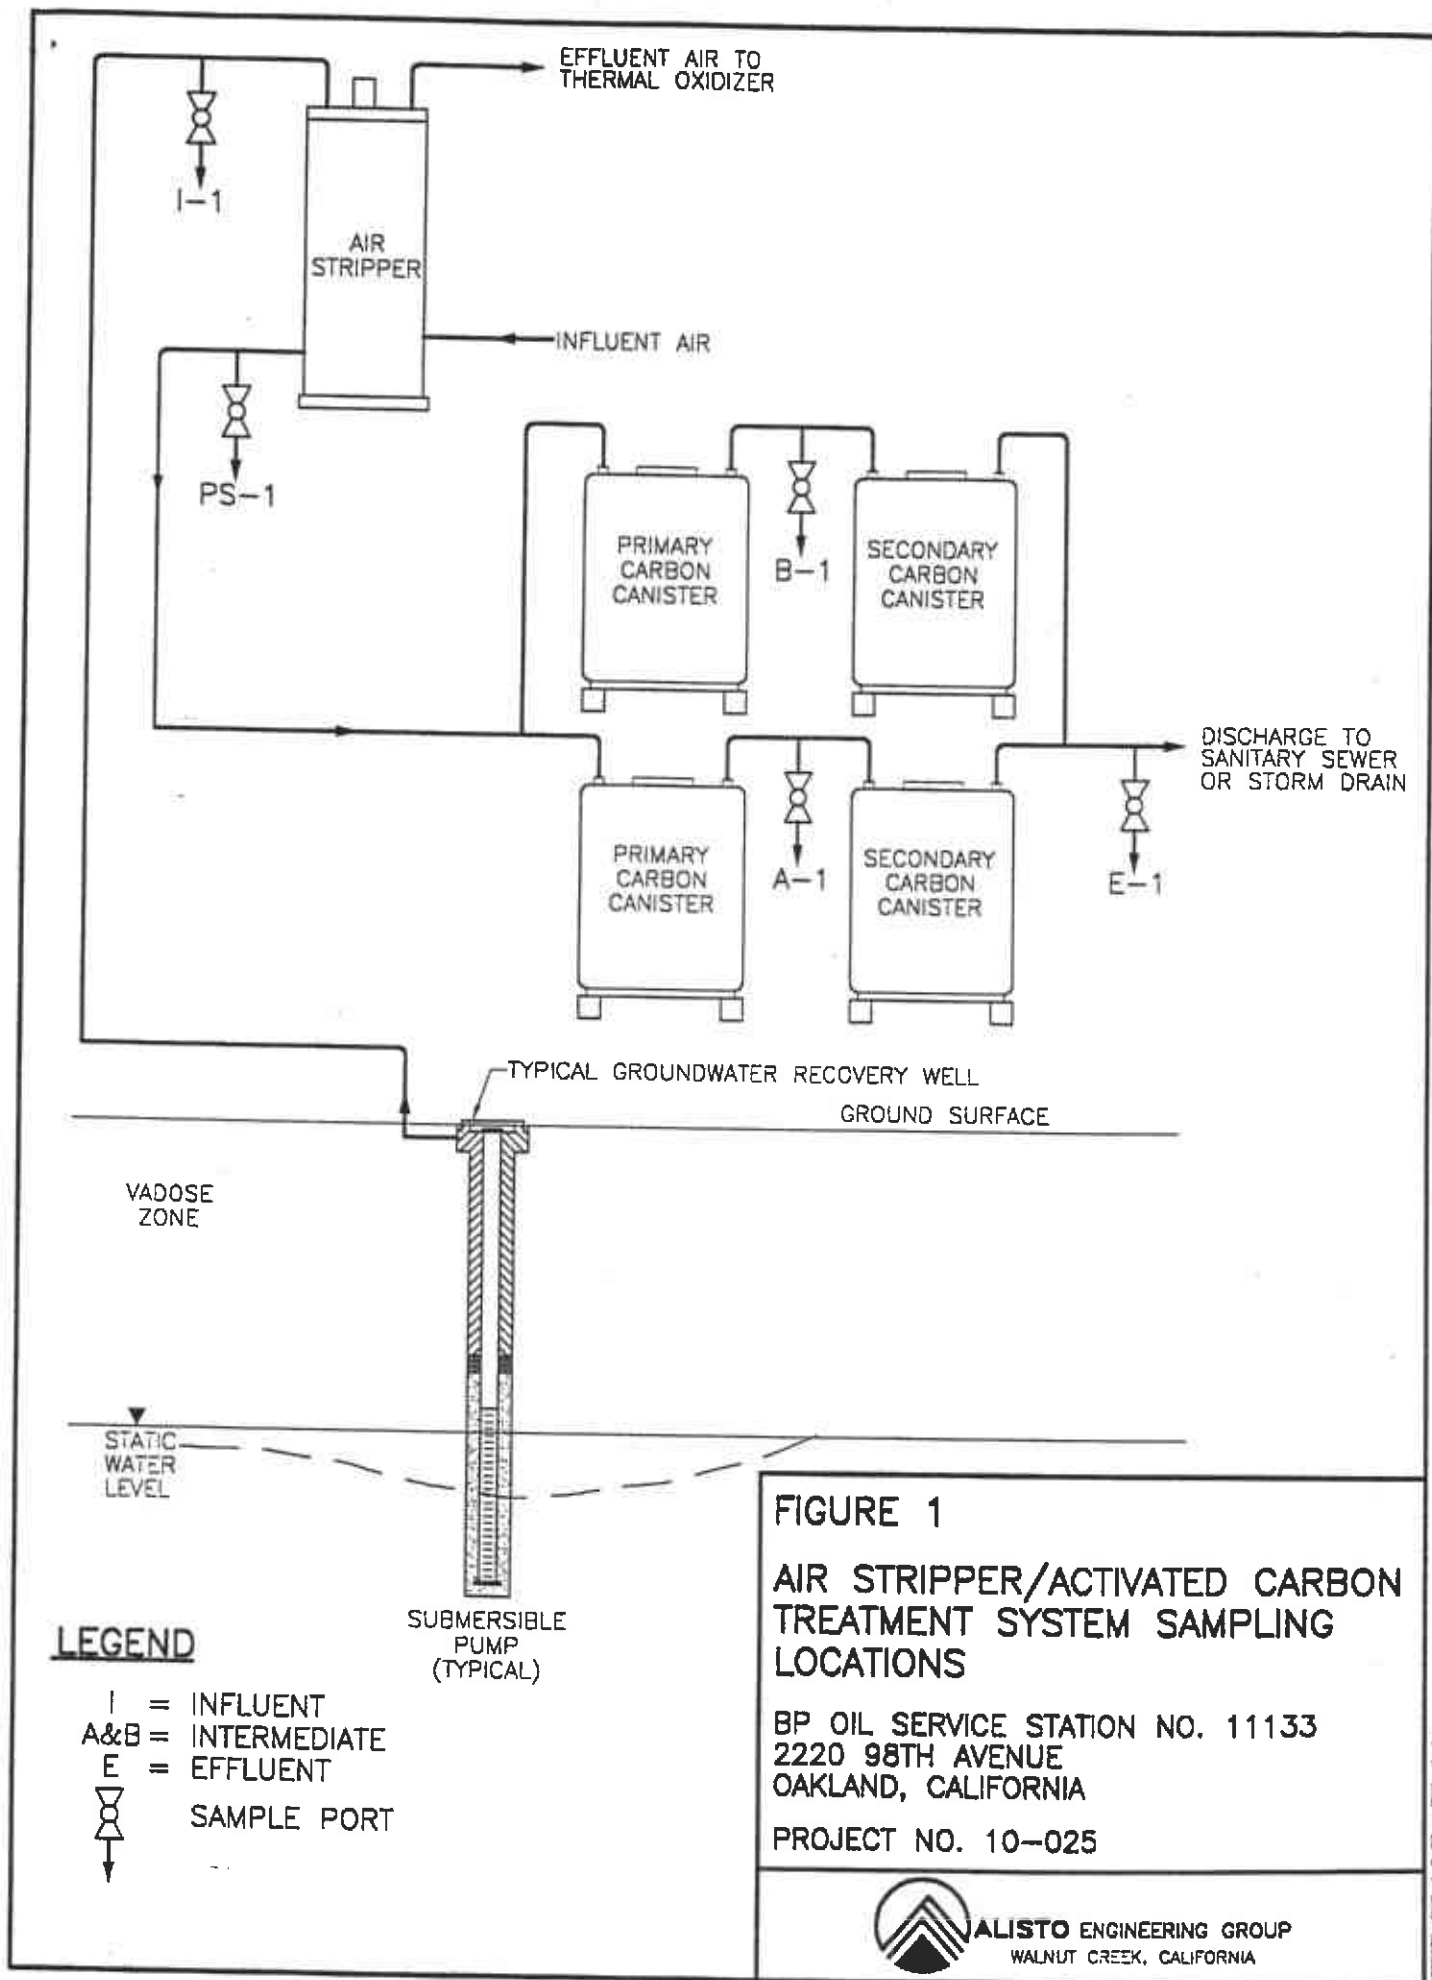 EFFLUENT AIR TO
THERMAL OXIDIZER
I-1
AIR
STRIPPER
INFLUENT AIR
PS-1
PRIMARY
CARBON
CANISTER
B-1
SECONDARY
CARBON
CANISTER
DISCHARGE TO
SANITARY SEWER
OR STORM DRAIN
PRIMARY
CARBON
CANISTER
A-1
SECONDARY
CARBON
CANISTER
E-1
TYPICAL GROUNDWATER RECOVERY WELL
GROUND SURFACE
VADOSE
ZONE
STATIC
WATER
LEVEL
SUBMERSIBLE
PUMP
(TYPICAL)
LEGEND
I = INFLUENT
A&B = INTERMEDIATE
E = EFFLUENT
SAMPLE PORT
FIGURE 1
AIR STRIPPER/ACTIVATED CARBON
TREATMENT SYSTEM SAMPLING
LOCATIONS
BP OIL SERVICE STATION NO. 11133
2220 98TH AVENUE
OAKLAND, CALIFORNIA
PROJECT NO. 10-025
ALISTO ENGINEERING GROUP
WALNUT CREEK, CALIFORNIA